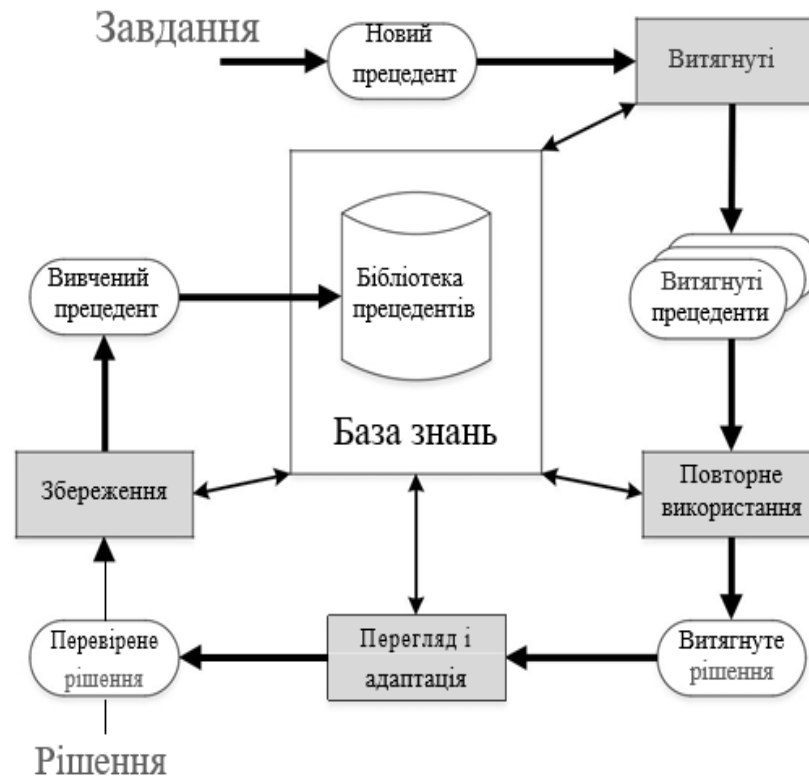 Завдання
Новий
прецедент
Витягнуті
Вивчений
прецедент
Бібліотека
прецедентів
Витягнуті
прецеденти
База знань
Збереження
Повторне
використання
Перевірене
рішення
Перегляд і
адаптація
Витягнуте
рішення
Рішення